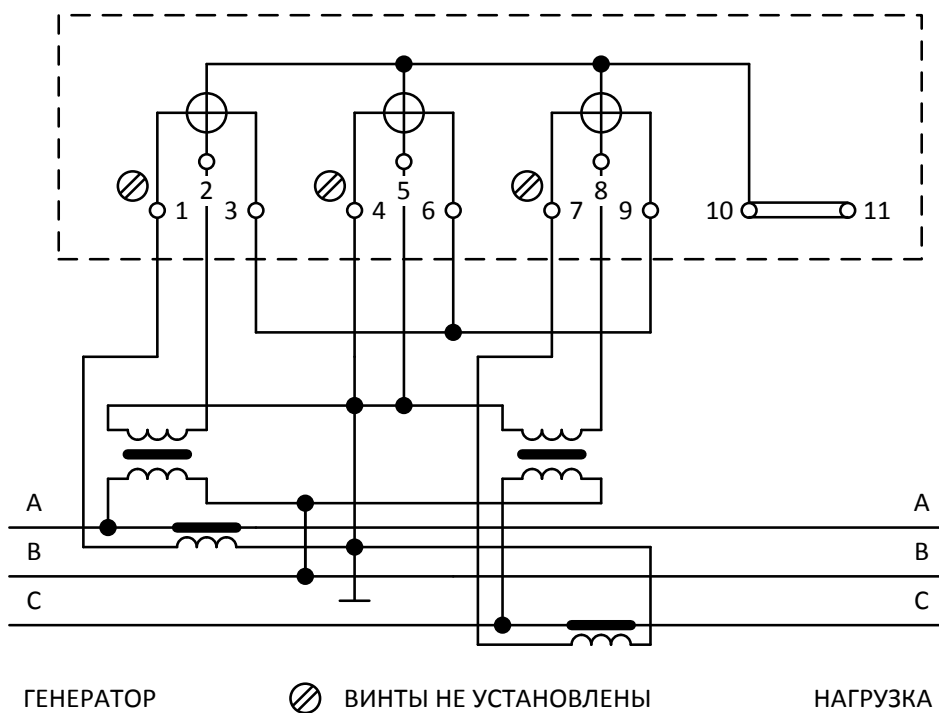 2 5 8
1 3 4 6 7 9 10 11
А А
В В
С С
ГЕНЕРАТОР ВИНТЫ НЕ УСТАНОВЛЕНЫ НАГРУЗКА